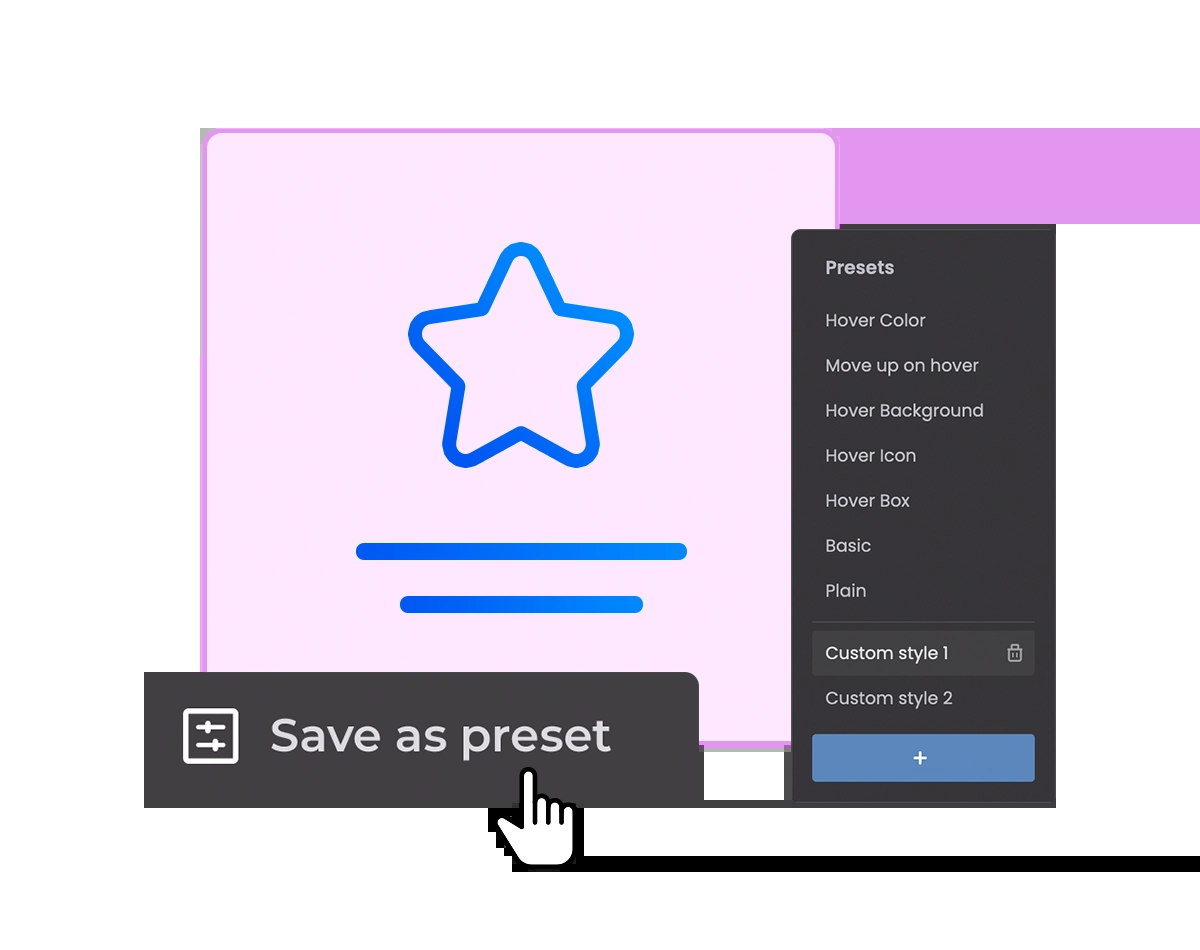 Presets
Hover Color
Move up on hover
Hover Background
Hover Icon
Hover Box
Basic
Plain
Custom style 1
Custom style 2
+
Save as preset